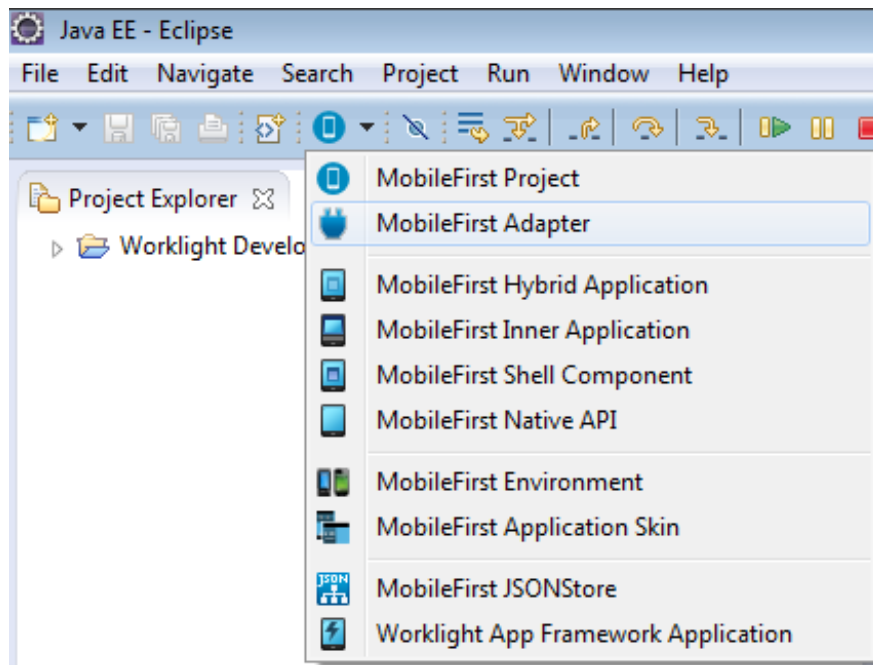 Java EE - Eclipse
File Edit Navigate Search Project Run Window Help
Project Explorer
Worklight Develo
MobileFirst Project
MobileFirst Adapter
MobileFirst Hybrid Application
MobileFirst Inner Application
MobileFirst Shell Component
MobileFirst Native API
MobileFirst Environment
MobileFirst Application Skin
JSON
MobileFirst JSONStore
Worklight App Framework Application